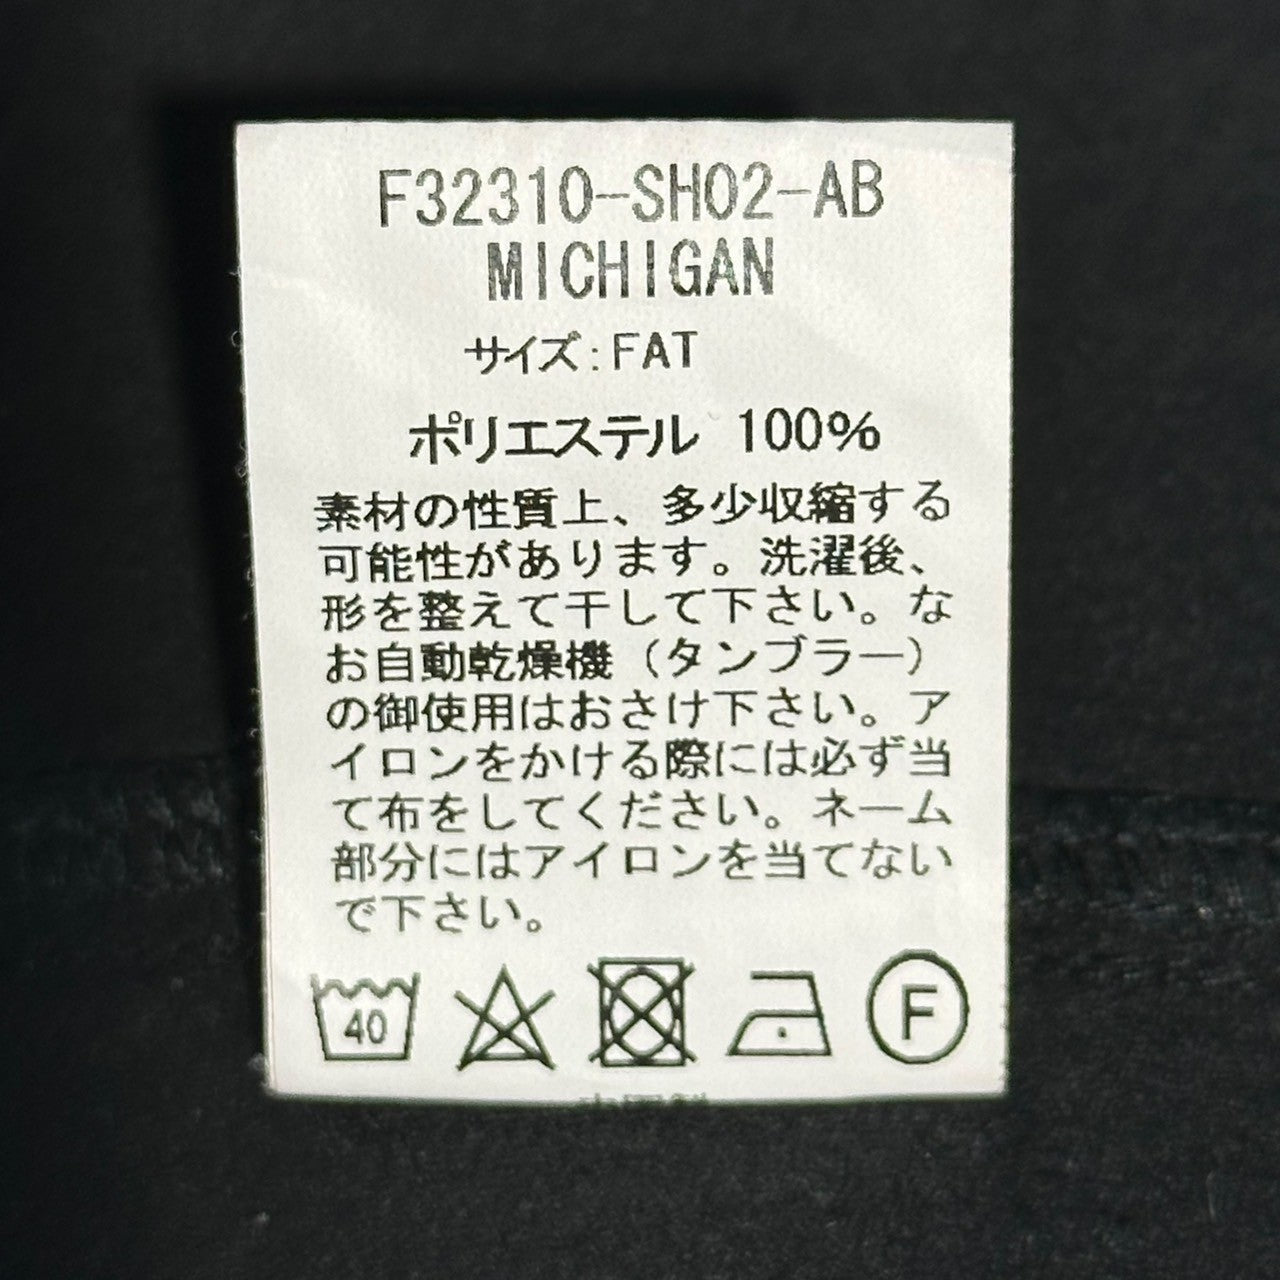 F32310-SH02-AB
MICHIGAN
サイズ:FAT
ポリエステル 100%
素材の性質上、多少収縮する
可能性があります。洗濯後、
形を整えて干して下さい。な
お自動乾燥機（タンブラー）
の御使用はおさけ下さい。ア
イロンをかける際には必ず当
て布をしてください。ネーム
部分にはアイロンを当てない
で下さい。
40
F